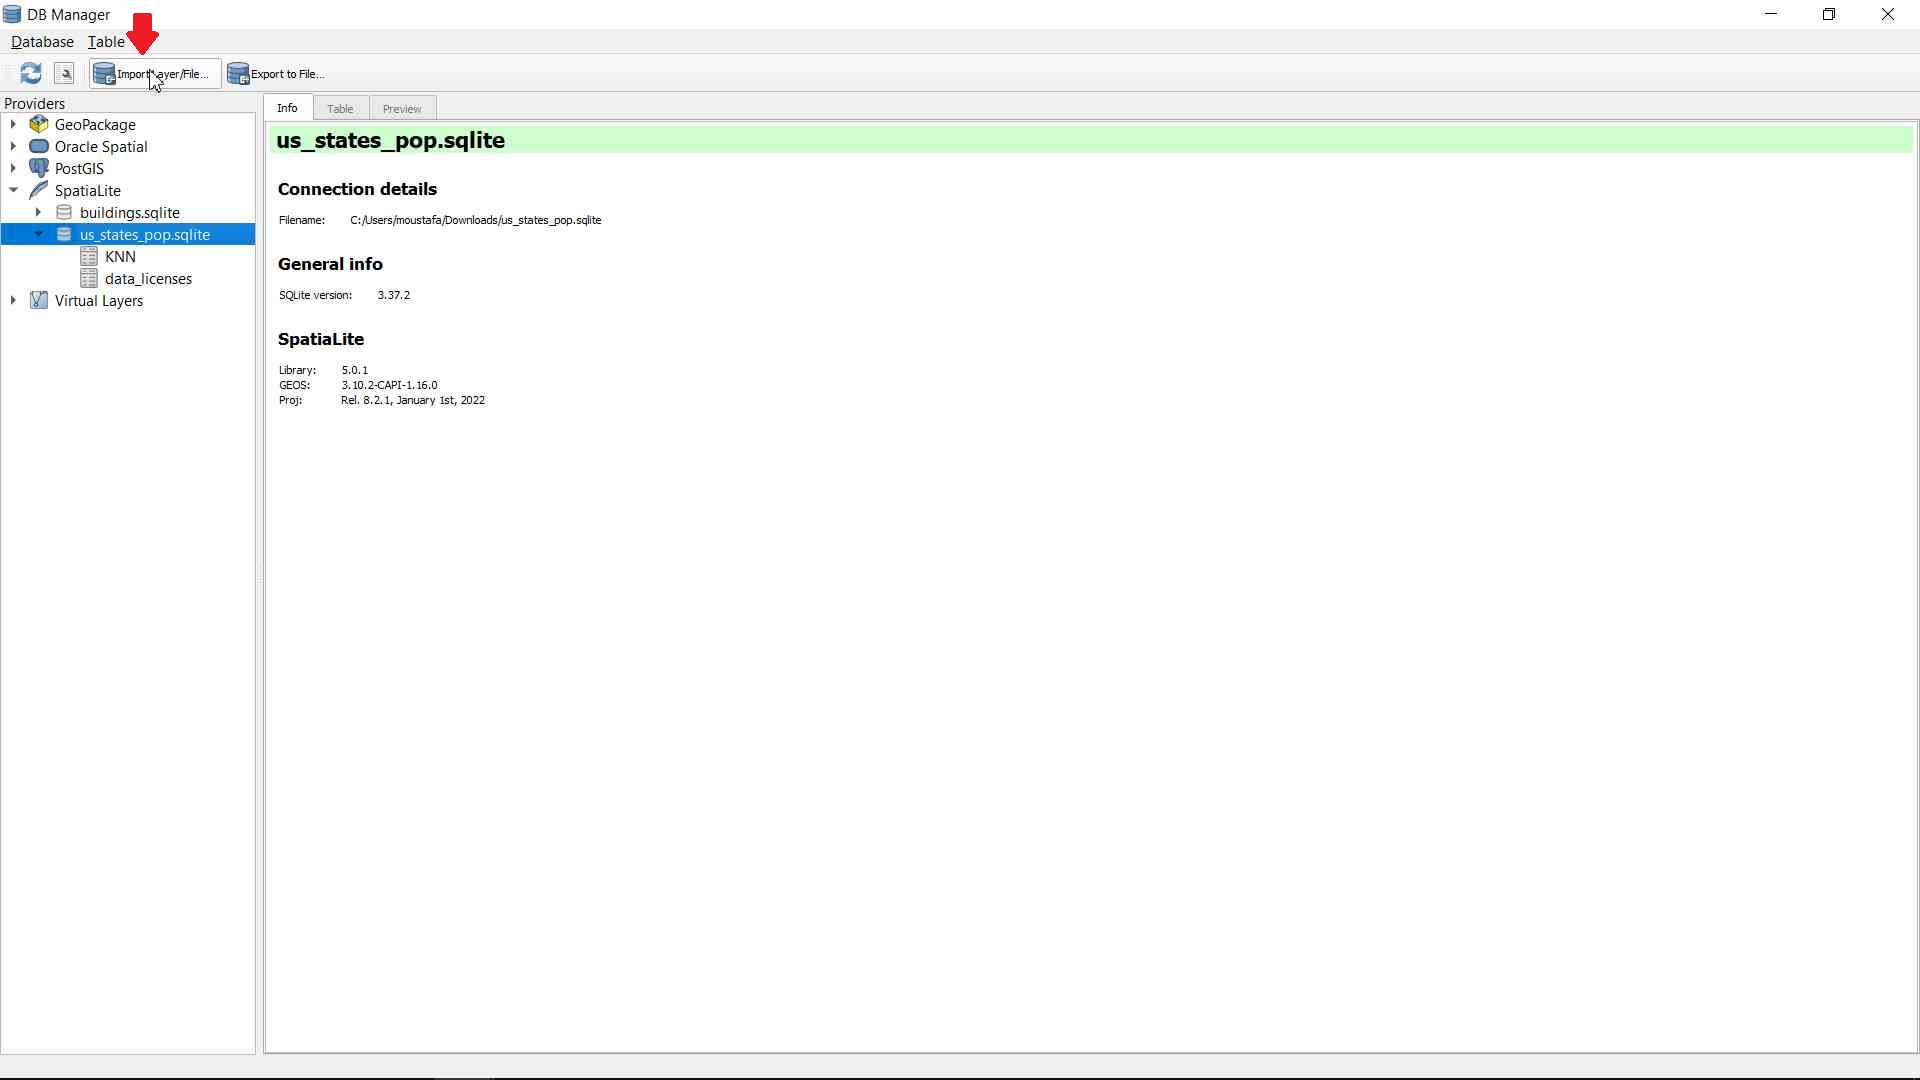 DB Manager
Database Table
Import Layer/File... Export to File...
Providers
Info Table Preview
GeoPackage
Oracle Spatial
PostGIS
SpatiaLite
buildings.sqlite
us_states_pop.sqlite
KNN
data_licenses
Virtual Layers
us_states_pop.sqlite
Connection details
Filename: C:/Users/moustafa/Downloads/us_states_pop.sqlite
General info
SQLite version: 3.37.2
SpatiaLite
Library: 5.0.1
GEOS: 3.10.2-CAPI-1.16.0
Proj: Rel. 8.2.1, January 1st, 2022